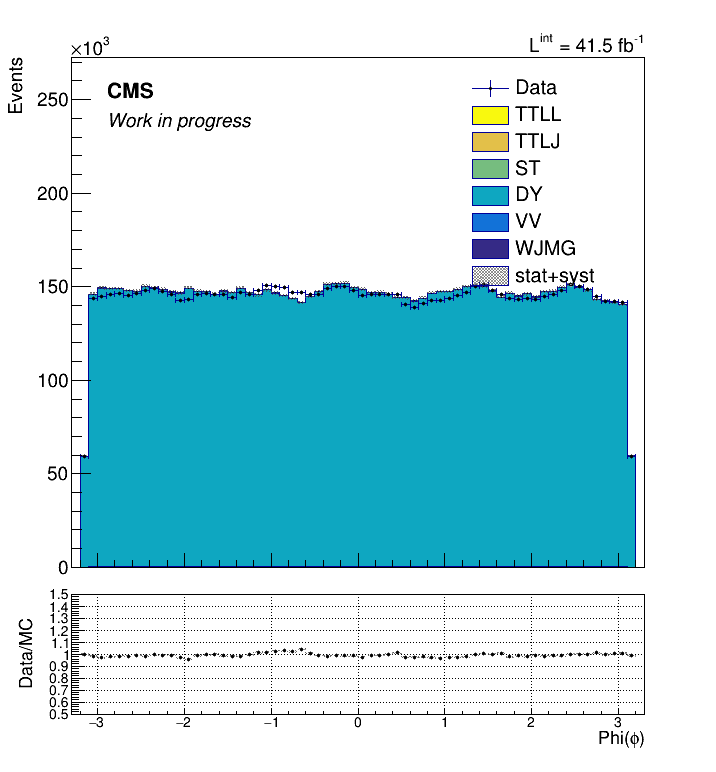 ×10³
L^int = 41.5 fb⁻¹
Events
CMS
Work in progress
Data
TTLL
TTLJ
ST
DY
VV
WJMG
stat+syst
250
200
150
100
50
0
Data/MC
1.5
1.4
1.3
1.2
1.1
1
0.9
0.8
0.7
0.6
0.5
−3 −2 −1 0 1 2 3
Phi(ϕ)